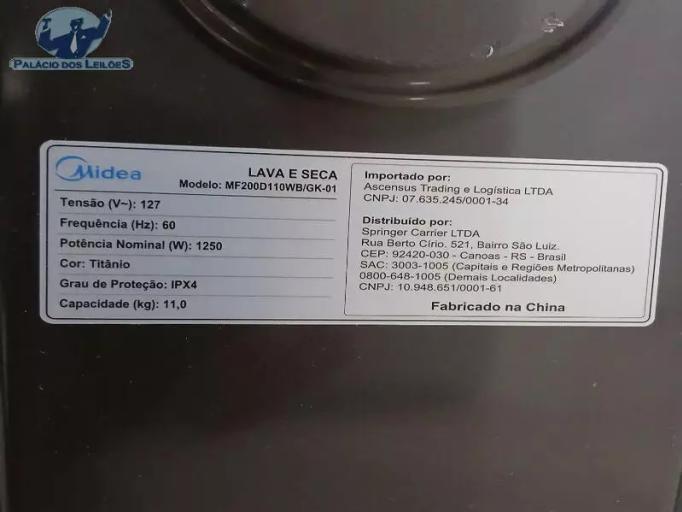 PALÁCIO DOS LEILÕES
Midea
LAVA E SECA
Modelo: MF200D110WB/GK-01
Tensão (V~): 127
Frequência (Hz): 60
Potência Nominal (W): 1250
Cor: Titânio
Grau de Proteção: IPX4
Capacidade (kg): 11,0
Importado por:
Ascensus Trading e Logística LTDA
CNPJ: 07.635.245/0001-34
Distribuído por:
Springer Carrier LTDA
Rua Berto Círio. 521, Bairro São Luiz.
CEP: 92420-030 - Canoas - RS - Brasil
SAC: 3003-1005 (Capitais e Regiões Metropolitanas)
0800-648-1005 (Demais Localidades)
CNPJ: 10.948.651/0001-61
Fabricado na China